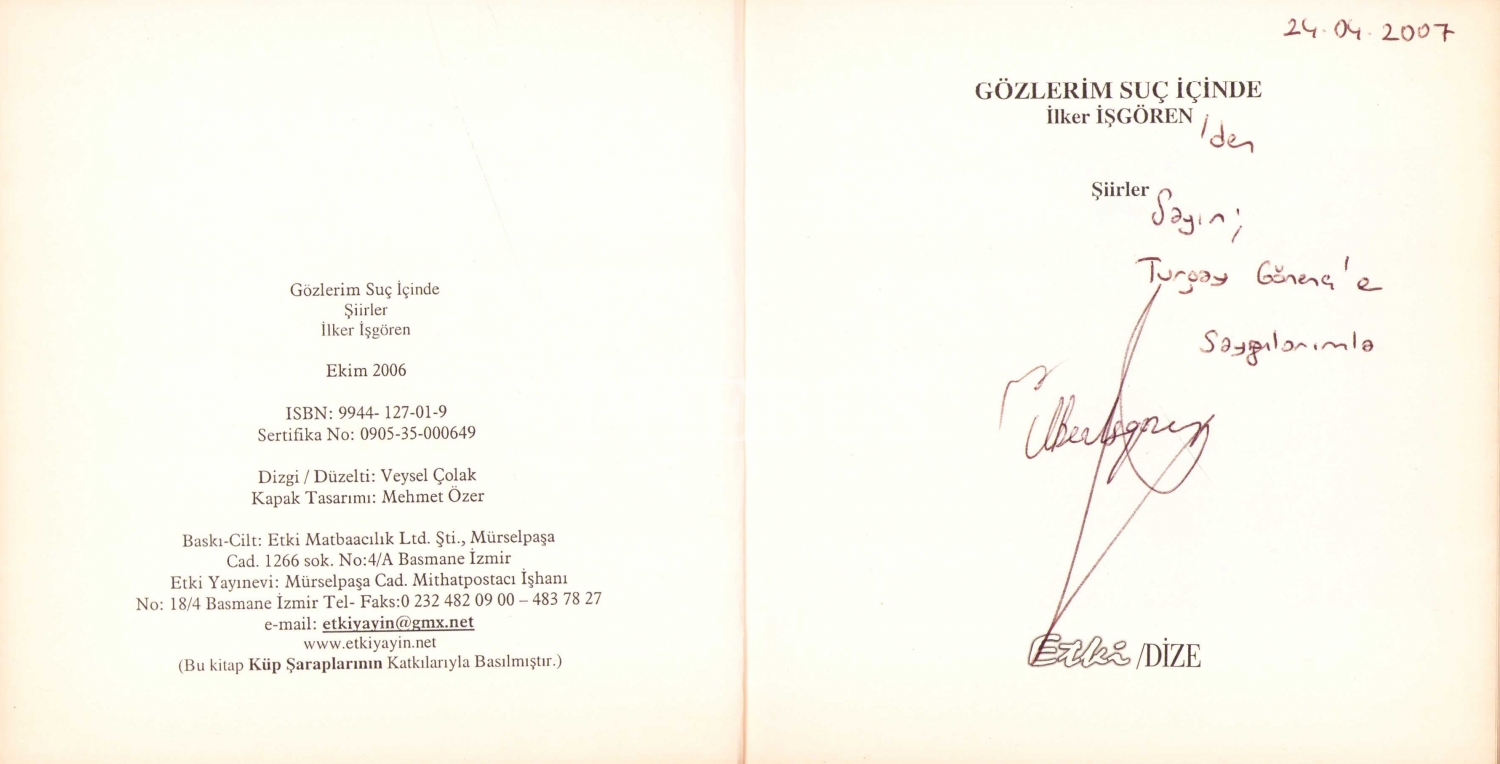 Gözlerim Suç İçinde
Şiirler
İlker İşgören
Ekim 2006
ISBN: 9944- 127-01-9
Sertifika No: 0905-35-000649
Dizgi / Düzelti: Veysel Çolak
Kapak Tasarımı: Mehmet Özer
Baskı-Cilt: Etki Matbaacılık Ltd. Şti., Mürselpaşa
Cad. 1266 sok. No:4/A Basmane İzmir
Etki Yayınevi: Mürselpaşa Cad. Mithatpostacı İşhanı
No: 18/4 Basmane İzmir Tel- Faks:0 232 482 09 00 – 483 78 27
e-mail: etkiyayin@gmx.net
www.etkiyayin.net
(Bu kitap Küp Şaraplarının Katkılarıyla Basılmıştır.)
24.04.2007
GÖZLERİM SUÇ İÇİNDE
İlker İŞGÖREN
'den
Şiirler
Sayın;
Turgay Gönenç'e
Saygılarımla
İlker İşgören
Etki /DİZE